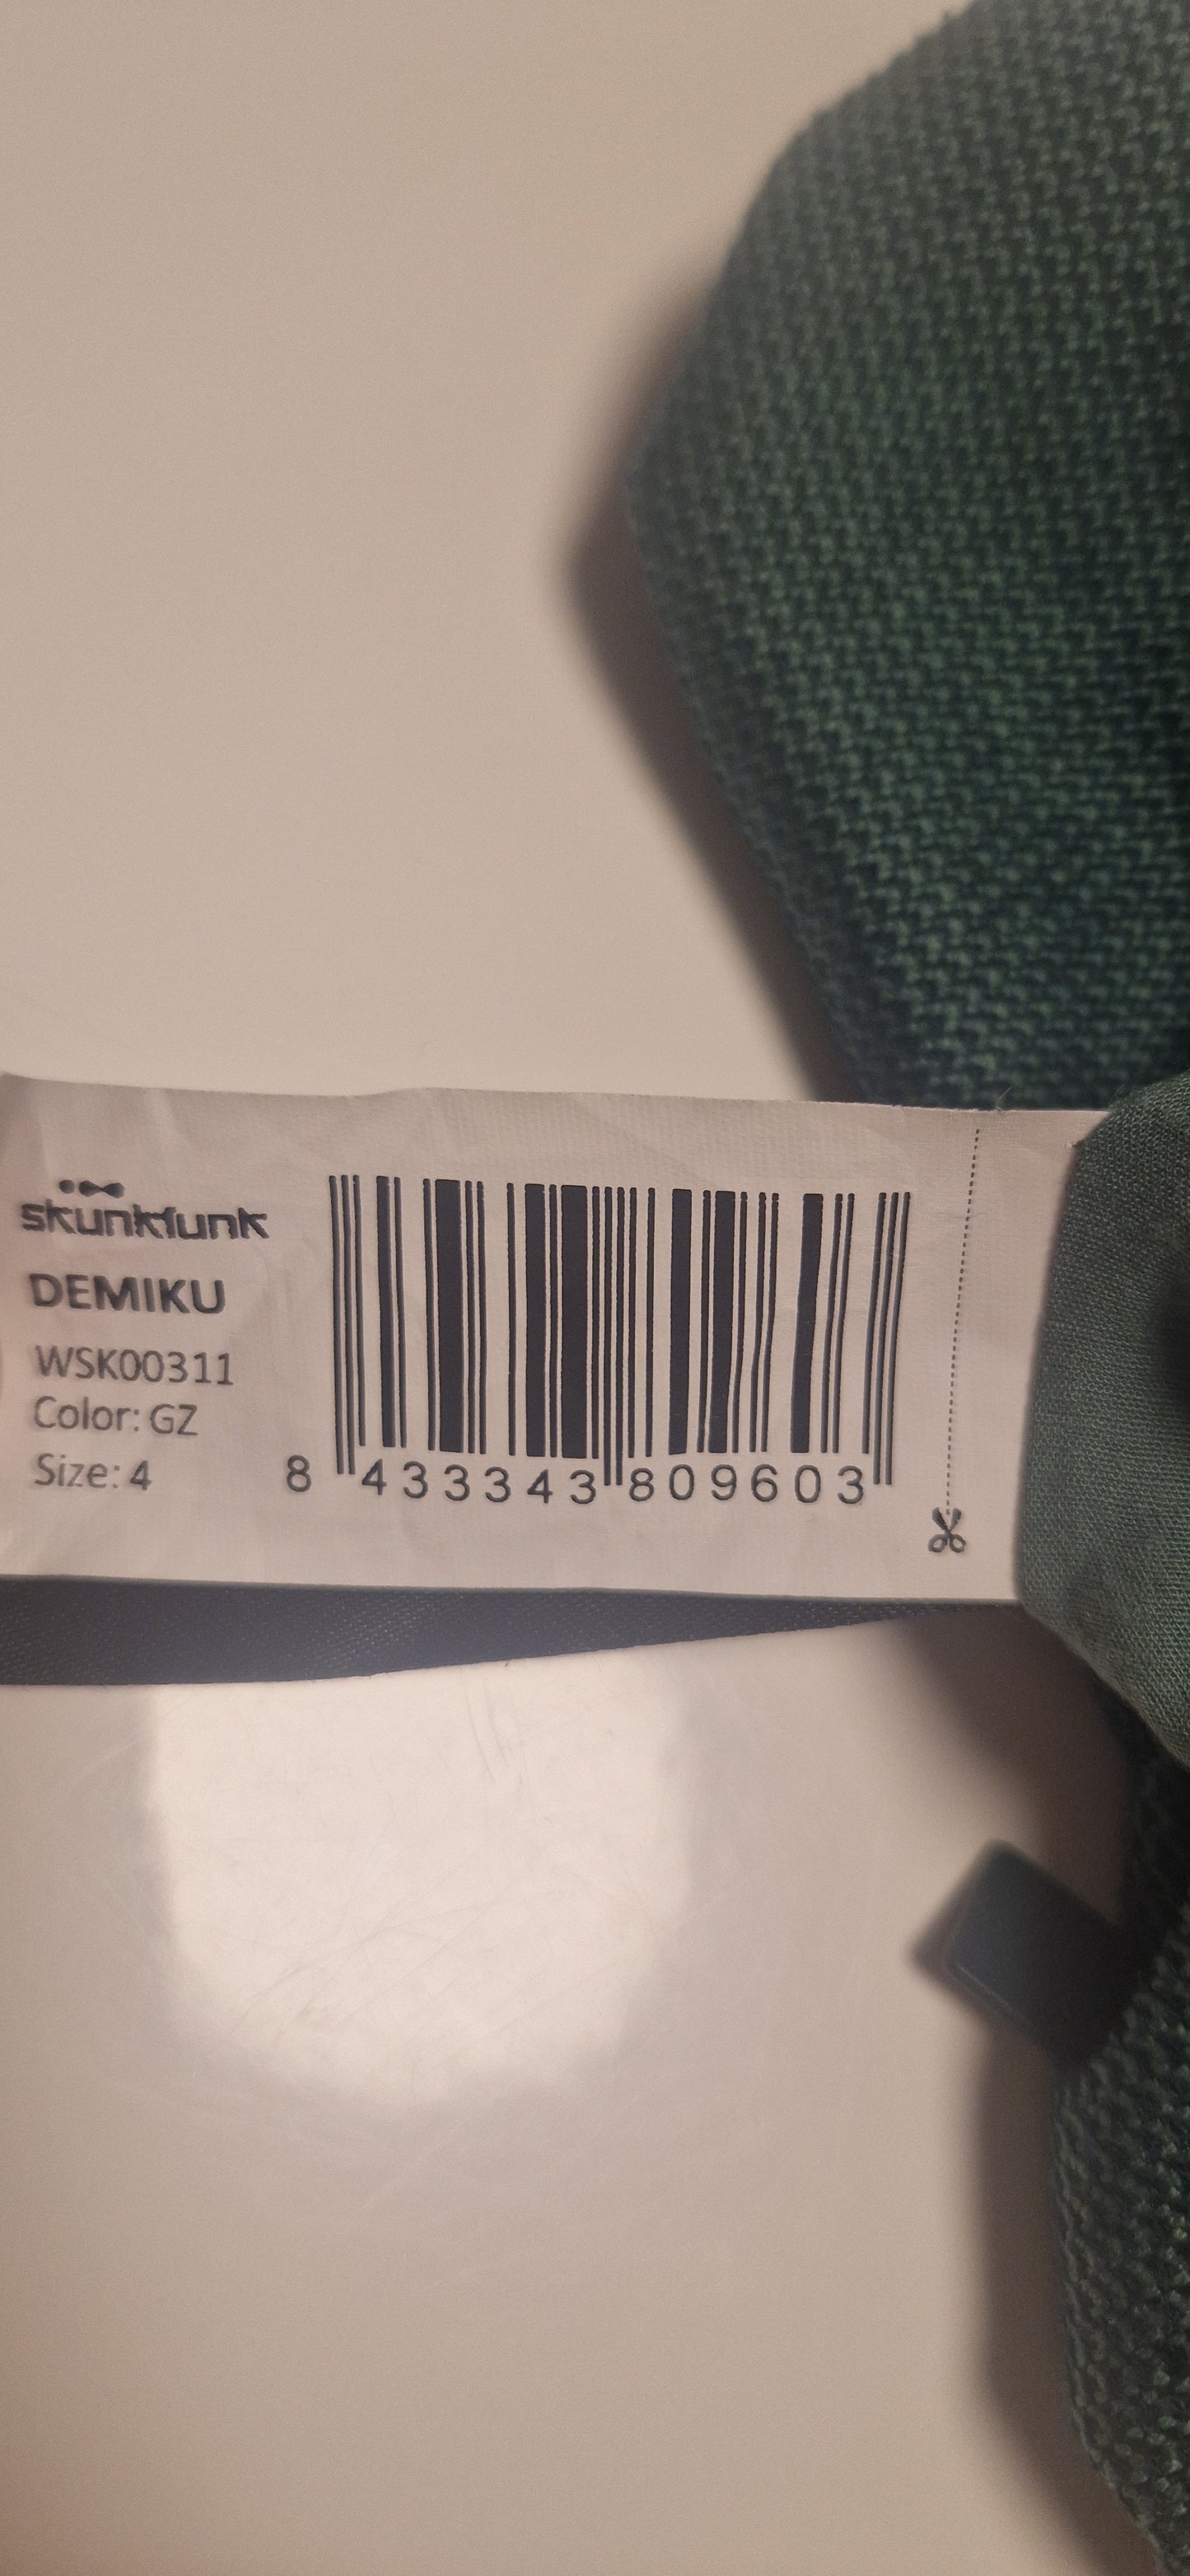 skunkfunk
DEMIKU
WSK00311
Color: GZ
Size: 4
8 433343 809603